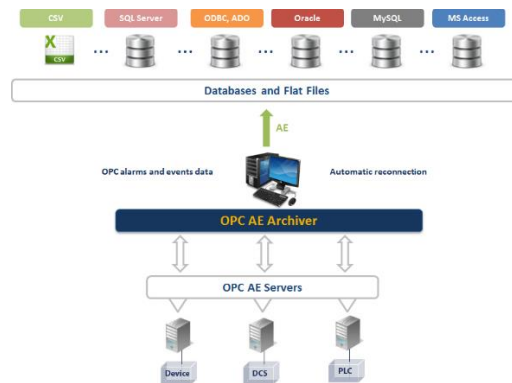 CSV
SQL Server
ODBC, ADO
Oracle
MySQL
MS Access
X
CSV
... ... ... ... ...
Databases and Flat Files
AE
OPC alarms and events data
Automatic reconnection
OPC AE Archiver
OPC AE Servers
Device
DCS
PLC